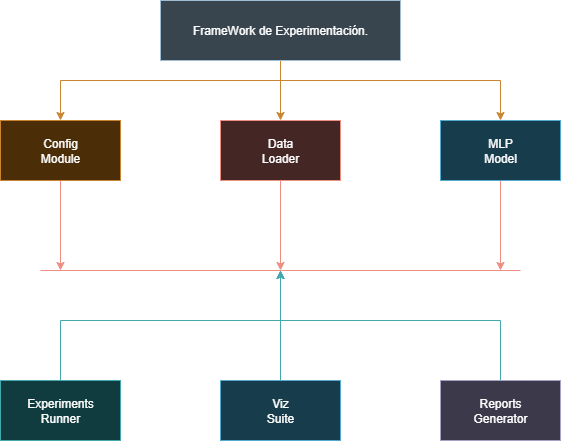 FrameWork de Experimentación.
Config
Module
Data
Loader
MLP
Model
Experiments
Runner
Viz
Suite
Reports
Generator